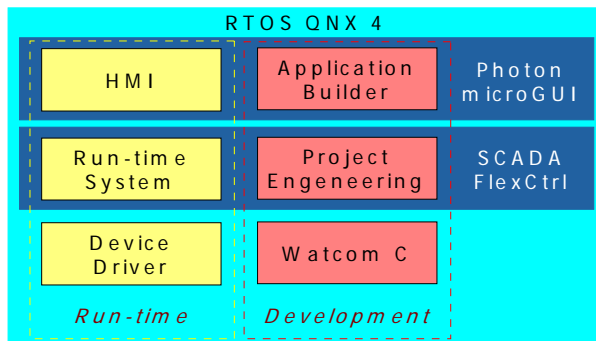 RTOS QNX 4
HMI
Application
Builder
Photon
microGUI
Run-time
System
Project
Engeneering
SCADA
FlexCtrl
Device
Driver
Watcom C
Run-time
Development